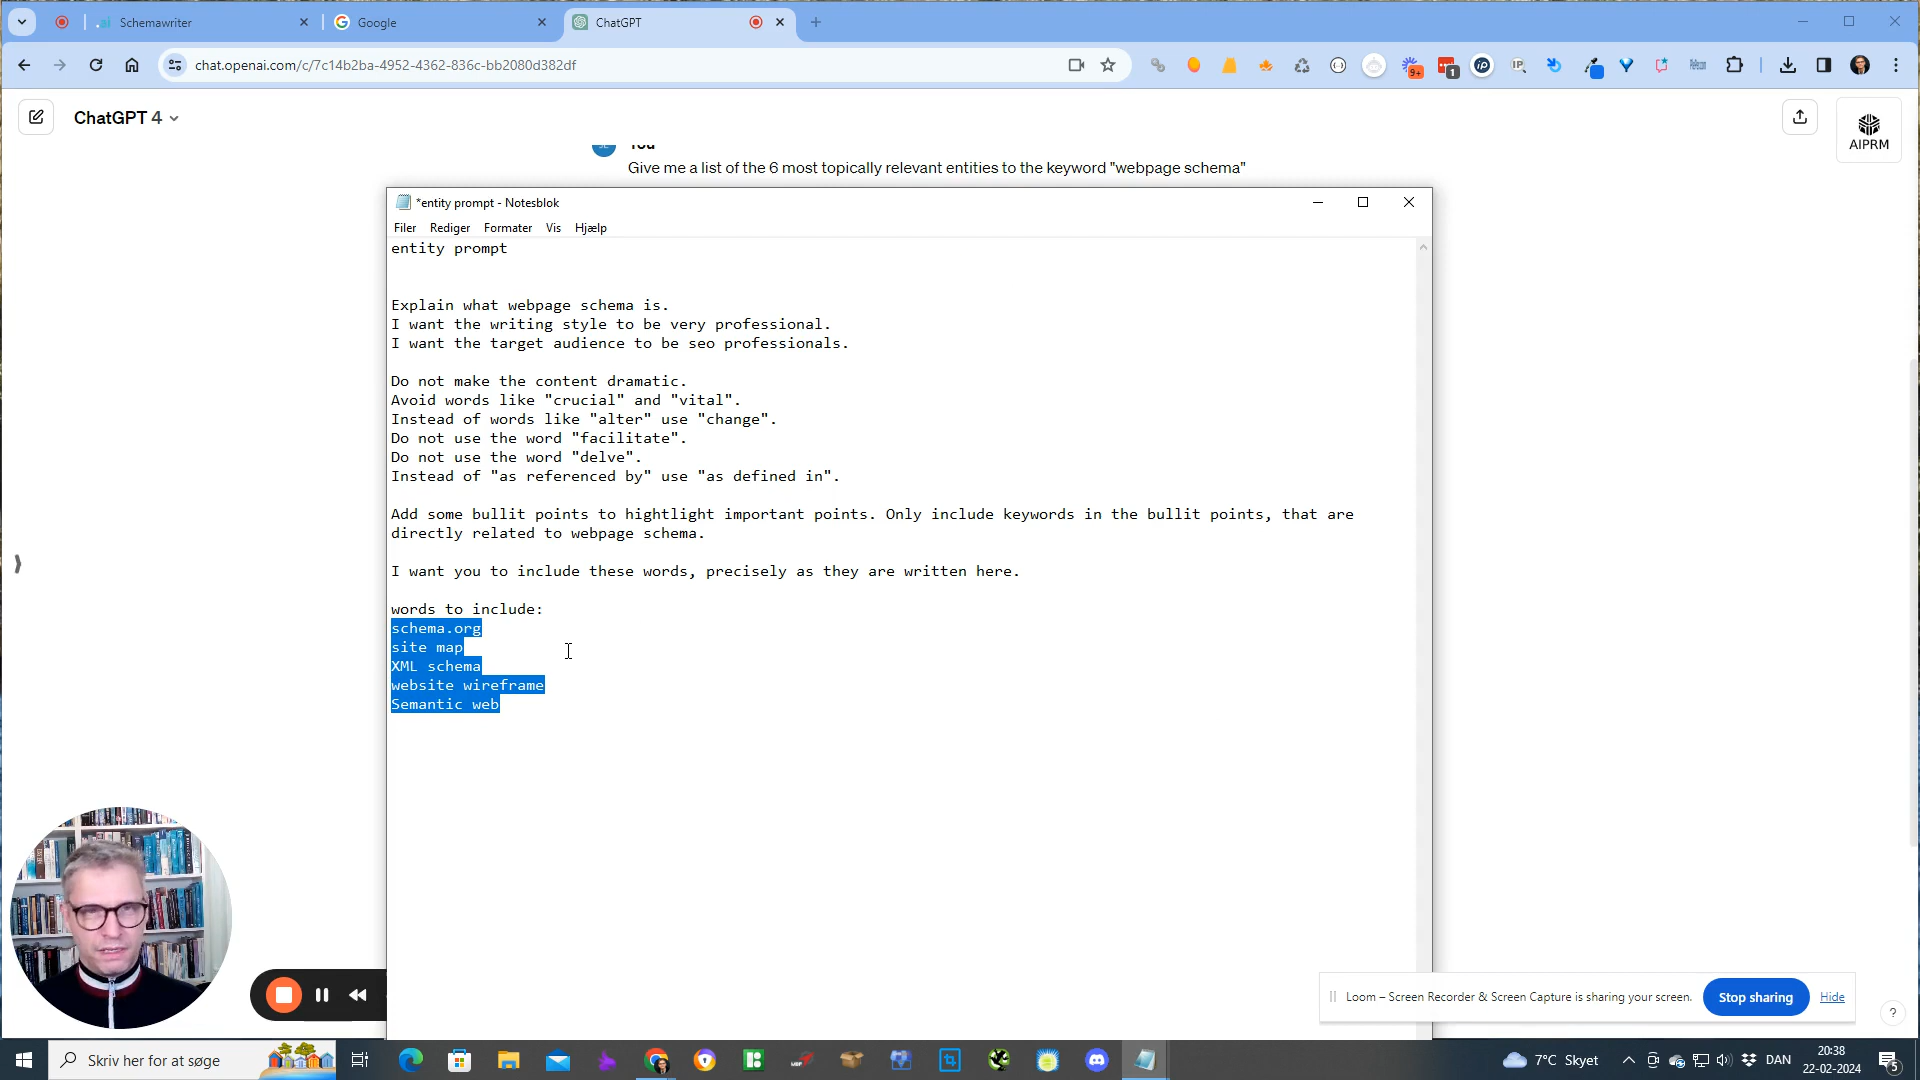 Schemawriter
Google
ChatGPT
chat.openai.com/c/7c14b2ba-4952-4362-836c-bb2080d382df
9+
1
ChatGPT 4
AIPRM
You
Give me a list of the 6 most topically relevant entities to the keyword "webpage schema"
*entity prompt - Notesblok
Filer Rediger Formater Vis Hjælp
entity prompt
Explain what webpage schema is.
I want the writing style to be very professional.
I want the target audience to be seo professionals.
Do not make the content dramatic.
Avoid words like "crucial" and "vital".
Instead of words like "alter" use "change".
Do not use the word "facilitate".
Do not use the word "delve".
Instead of "as referenced by" use "as defined in".
Add some bullit points to hightlight important points. Only include keywords in the bullit points, that are
directly related to webpage schema.
I want you to include these words, precisely as they are written here.
words to include:
schema.org
site map
XML schema
website wireframe
Semantic web
Loom – Screen Recorder & Screen Capture is sharing your screen.
Stop sharing
Hide
?
Skriv her for at søge
7°C Skyet
DAN
20:38
22-02-2024
5